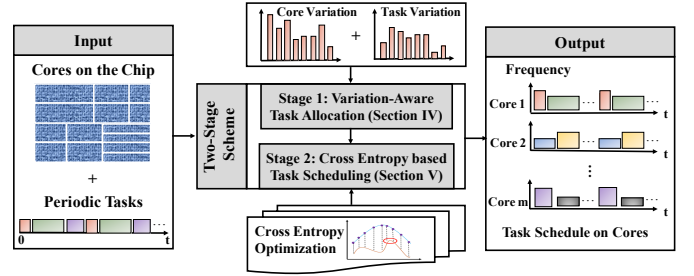 Input
Cores on the Chip
+
Periodic Tasks
0
t
Core Variation
+
Task Variation
Two-Stage
Scheme
Stage 1: Variation-Aware
Task Allocation (Section IV)
Stage 2: Cross Entropy based
Task Scheduling (Section V)
Cross Entropy
Optimization
Output
Frequency
Core 1
... ...
t
Core 2
... ...
t
⋮
Core m
... ...
t
Task Schedule on Cores